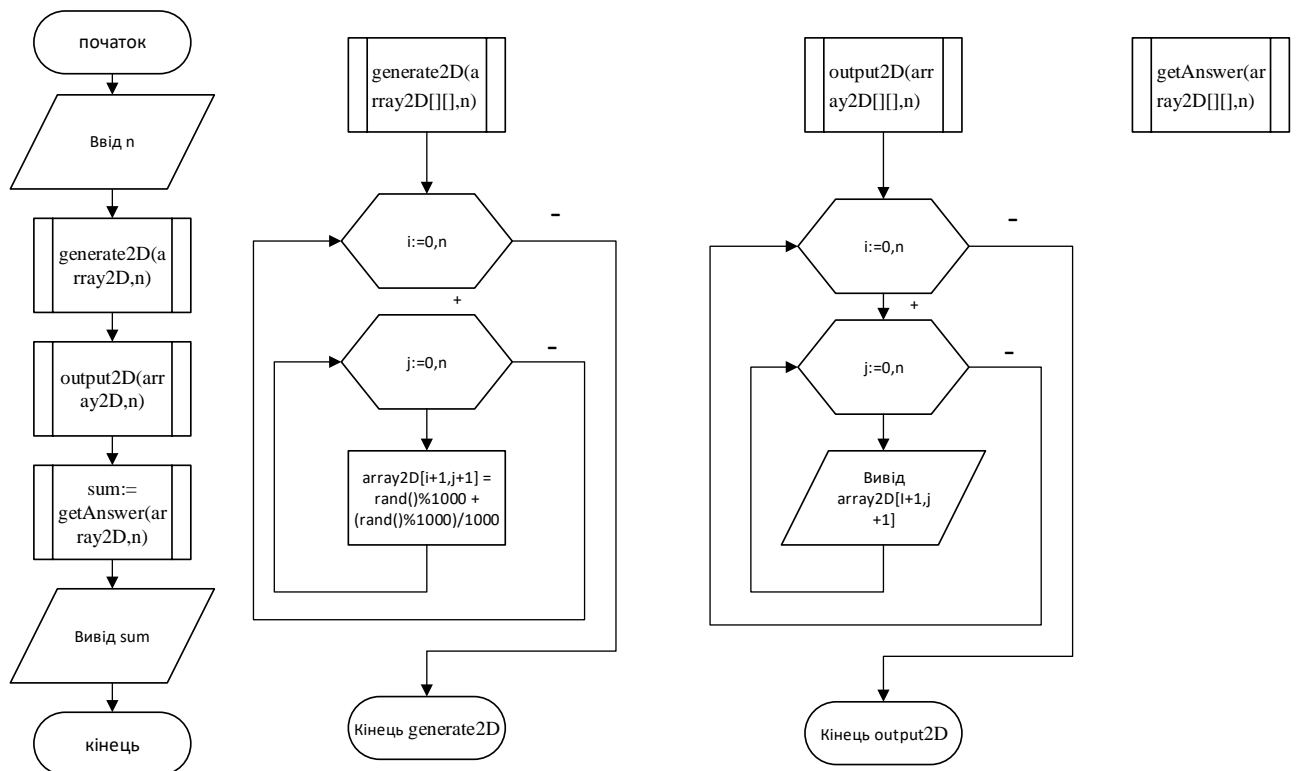 початок
Ввід n
generate2D(a
rray2D,n)
output2D(arr
ay2D,n)
sum:=
getAnswer(ar
ray2D,n)
Вивід sum
кінець
generate2D(a
rray2D[][],n)
i:=0,n
-
+
j:=0,n
-
array2D[i+1,j+1] =
rand()%1000 +
(rand()%1000)/1000
Кінець generate2D
output2D(arr
ay2D[][],n)
i:=0,n
-
+
j:=0,n
-
Вивід
array2D[I+1,j
+1]
Кінець output2D
getAnswer(ar
ray2D[][],n)